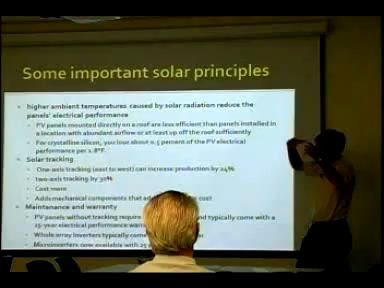 Some important solar principles
higher ambient temperatures caused by solar radiation reduce the
panels' electrical performance
PV panels mounted directly on a roof are less efficient than panels installed in
a location with abundant airflow or at least up off the roof sufficiently
For crystalline silicon, you lose about 0.5 percent of the PV electrical
performance per 1.8°F.
Solar tracking
One-axis tracking (east to west) can increase production by 24%
two-axis tracking by 30%
Cost more
Adds mechanical components that cost
Maintenance and warranty
PV panels without tracking require and typically come with a
25-year electrical performance
Whole array inverters typically come
Microinverters now available with 25